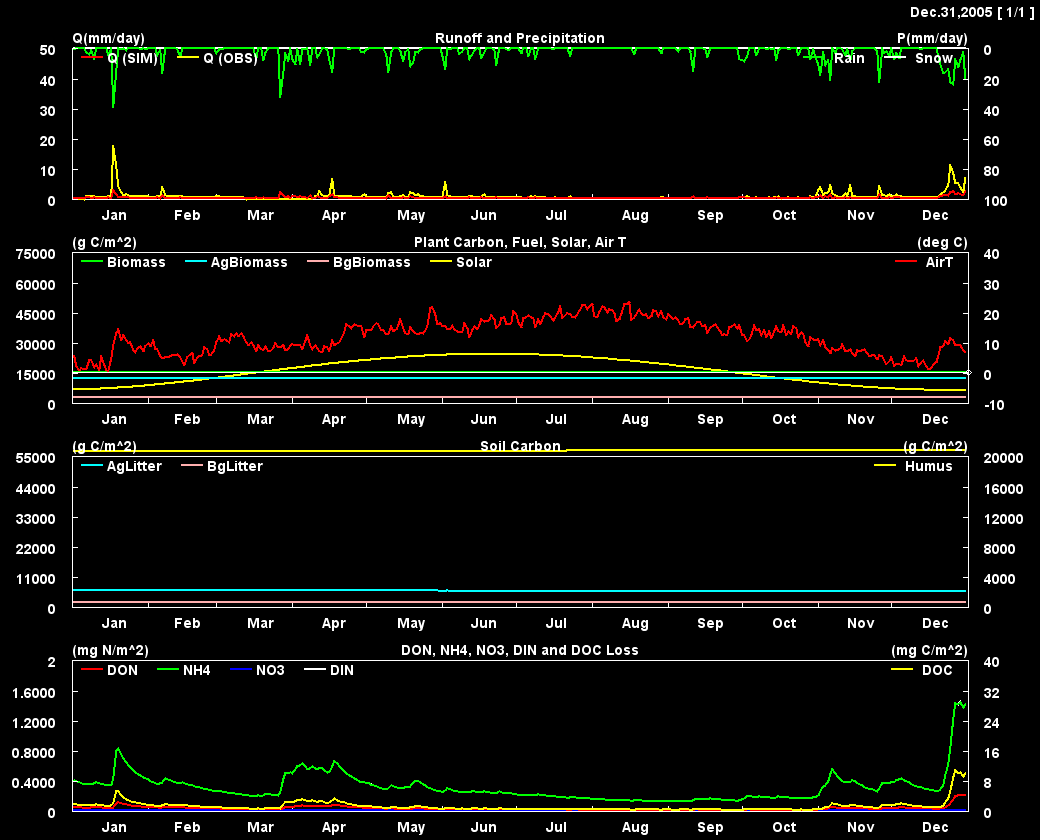 Dec.31,2005 [ 1/1 ]
Q(mm/day) Runoff and Precipitation P(mm/day)
50 0
Q (SIM) Q (OBS) Rain Snow
40 20
30 40
20 60
10 80
0 100
Jan Feb Mar Apr May Jun Jul Aug Sep Oct Nov Dec
(g C/m^2) Plant Carbon, Fuel, Solar, Air T (deg C)
75000 40
Biomass AgBiomass BgBiomass Solar AirT
60000 30
45000 20
30000 10
15000 0
0 -10
Jan Feb Mar Apr May Jun Jul Aug Sep Oct Nov Dec
(g C/m^2) Soil Carbon (g C/m^2)
55000 20000
AgLitter BgLitter Humus
44000 16000
33000 12000
22000 8000
11000 4000
0 0
Jan Feb Mar Apr May Jun Jul Aug Sep Oct Nov Dec
(mg N/m^2) DON, NH4, NO3, DIN and DOC Loss (mg C/m^2)
2 40
DON NH4 NO3 DIN DOC
1.6000 32
1.2000 24
0.8000 16
0.4000 8
0 0
Jan Feb Mar Apr May Jun Jul Aug Sep Oct Nov Dec